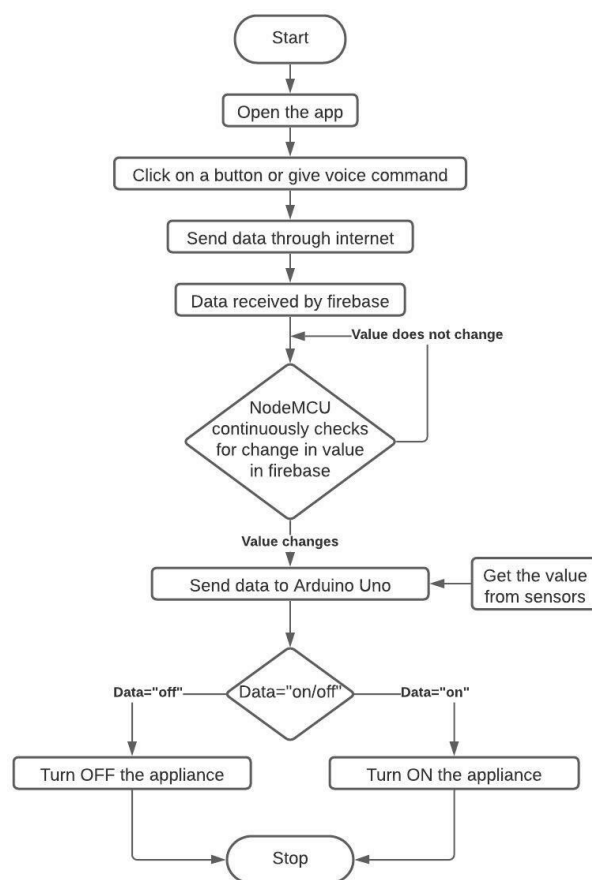 Start
Open the app
Click on a button or give voice command
Send data through internet
Data received by firebase
Value does not change
NodeMCU
continuously checks
for change in value
in firebase
Value changes
Send data to Arduino Uno
Get the value
from sensors
Data="on/off"
Data="off"
Data="on"
Turn OFF the appliance
Turn ON the appliance
Stop